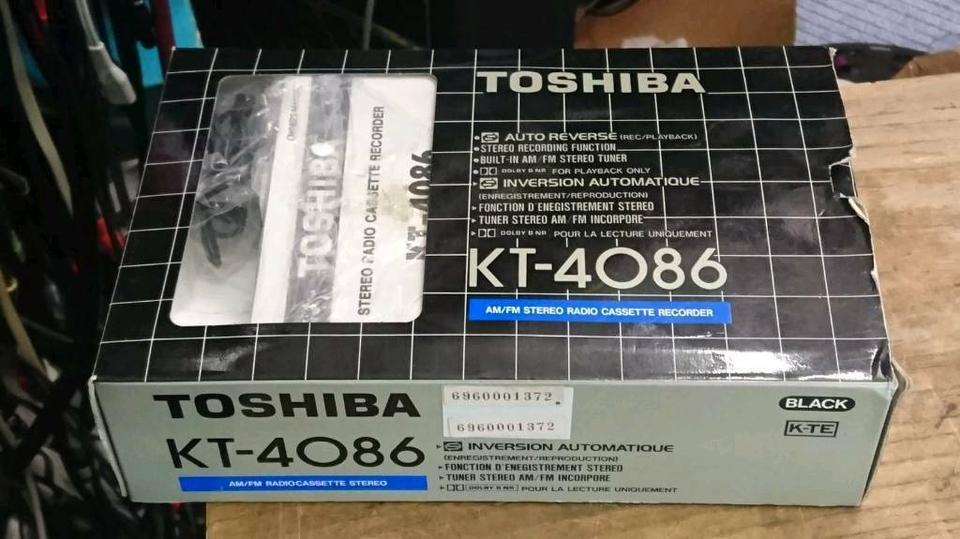 TOSHIBA
AUTO REVERSE (REC/PLAYBACK)
•STEREO RECORDING FUNCTION
•BUILT-IN AM/FM STEREO TUNER
DOLBY B NR FOR PLAYBACK ONLY
INVERSION AUTOMATIQUE
(ENREGISTREMENT/REPRODUCTION)
FONCTION D'ENEGISTREMENT STEREO
TUNER STEREO AM/FM INCORPORE
DOLBY B NR POUR LA LECTURE UNIQUEMENT
KT-4086
AM/FM STEREO RADIO CASSETTE RECORDER
TOSHIBA
STEREO RADIO CASSETTE RECORDER
KT-4086
TOSHIBA
KT-4086
AM/FM RADIOCASSETTE STEREO
6960001372
6960001372
INVERSION AUTOMATIQUE
(ENREGISTREMENT/REPRODUCTION)
FONCTION D'ENEGISTREMENT STEREO
TUNER STEREO AM/FM INCORPORE
DOLBY B NR POUR LA LECTURE UNIQUEMENT
BLACK
K-TE